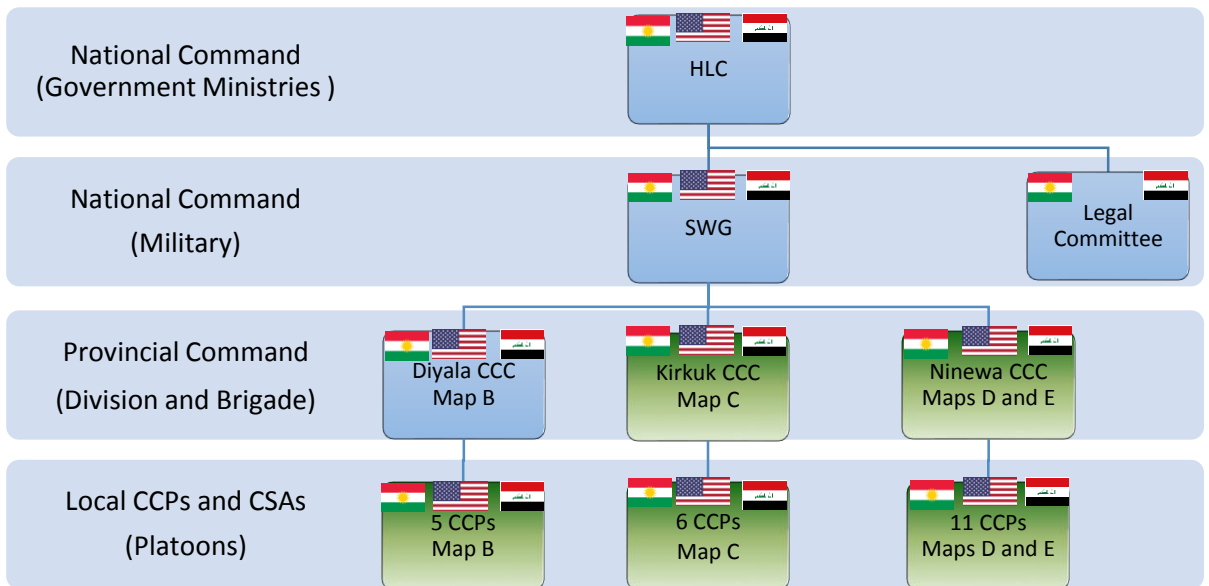 National Command
(Government Ministries )
HLC
National Command
(Military)
SWG
Legal
Committee
Provincial Command
(Division and Brigade)
Diyala CCC
Map B
Kirkuk CCC
Map C
Ninewa CCC
Maps D and E
Local CCPs and CSAs
(Platoons)
5 CCPs
Map B
6 CCPs
Map C
11 CCPs
Maps D and E